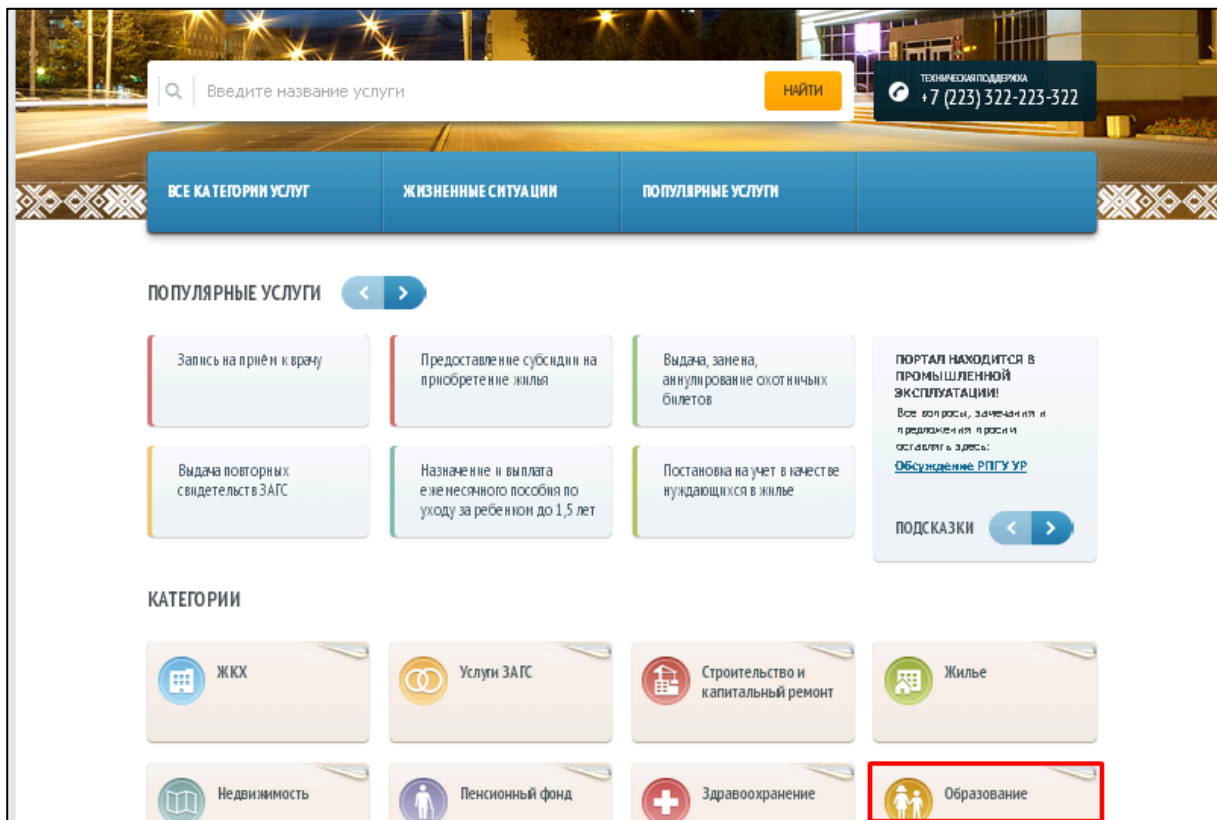 Введите название услуги
НАЙТИ
ТЕХНИЧЕСКАЯ ПОДДЕРЖКА
+7 (223) 322-223-322
ВСЕ КАТЕГОРИИ УСЛУГ
ЖИЗНЕННЫЕ СИТУАЦИИ
ПОПУЛЯРНЫЕ УСЛУГИ
ПОПУЛЯРНЫЕ УСЛУГИ
Запись на приём к врачу
Предоставление субсидии на
приобретение жилья
Выдача, замена,
аннулирование охотничьих
билетов
Выдача повторных
свидетельств ЗАГС
Назначение и выплата
ежемесячного пособия по
уходу за ребенком до 1,5 лет
Постановка на учет в качестве
нуждающихся в жилье
ПОРТАЛ НАХОДИТСЯ В
ПРОМЫШЛЕННОЙ
ЭКСПЛУАТАЦИИ!
Все вопросы, замечания и
предложения просим
оставлять здесь:
Обсуждение РПГУ УР
ПОДСКАЗКИ
КАТЕГОРИИ
ЖКХ
Услуги ЗАГС
Строительство и
капитальный ремонт
Жилье
Недвижимость
Пенсионный фонд
Здравоохранение
Образование